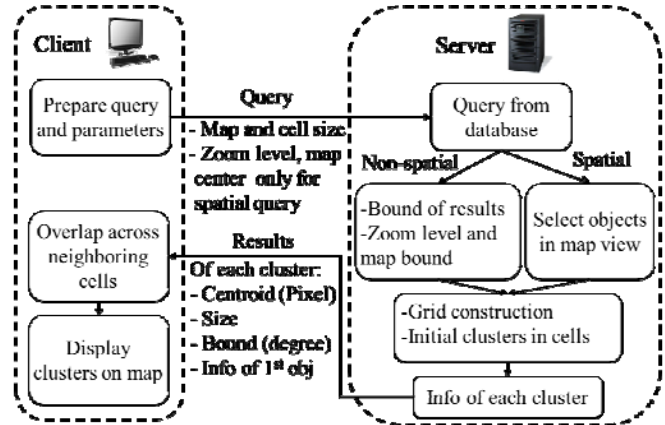 Client
Server
Prepare query
and parameters
Query
- Map and cell size
- Zoom level, map
center only for
spatial query
Query from
database
Non-spatial
Spatial
-Bound of results
-Zoom level and
map bound
Select objects
in map view
Overlap across
neighboring
cells
Results
Of each cluster:
- Centroid (Pixel)
- Size
- Bound (degree)
- Info of 1st obj
-Grid construction
-Initial clusters in cells
Display
clusters on map
Info of each cluster